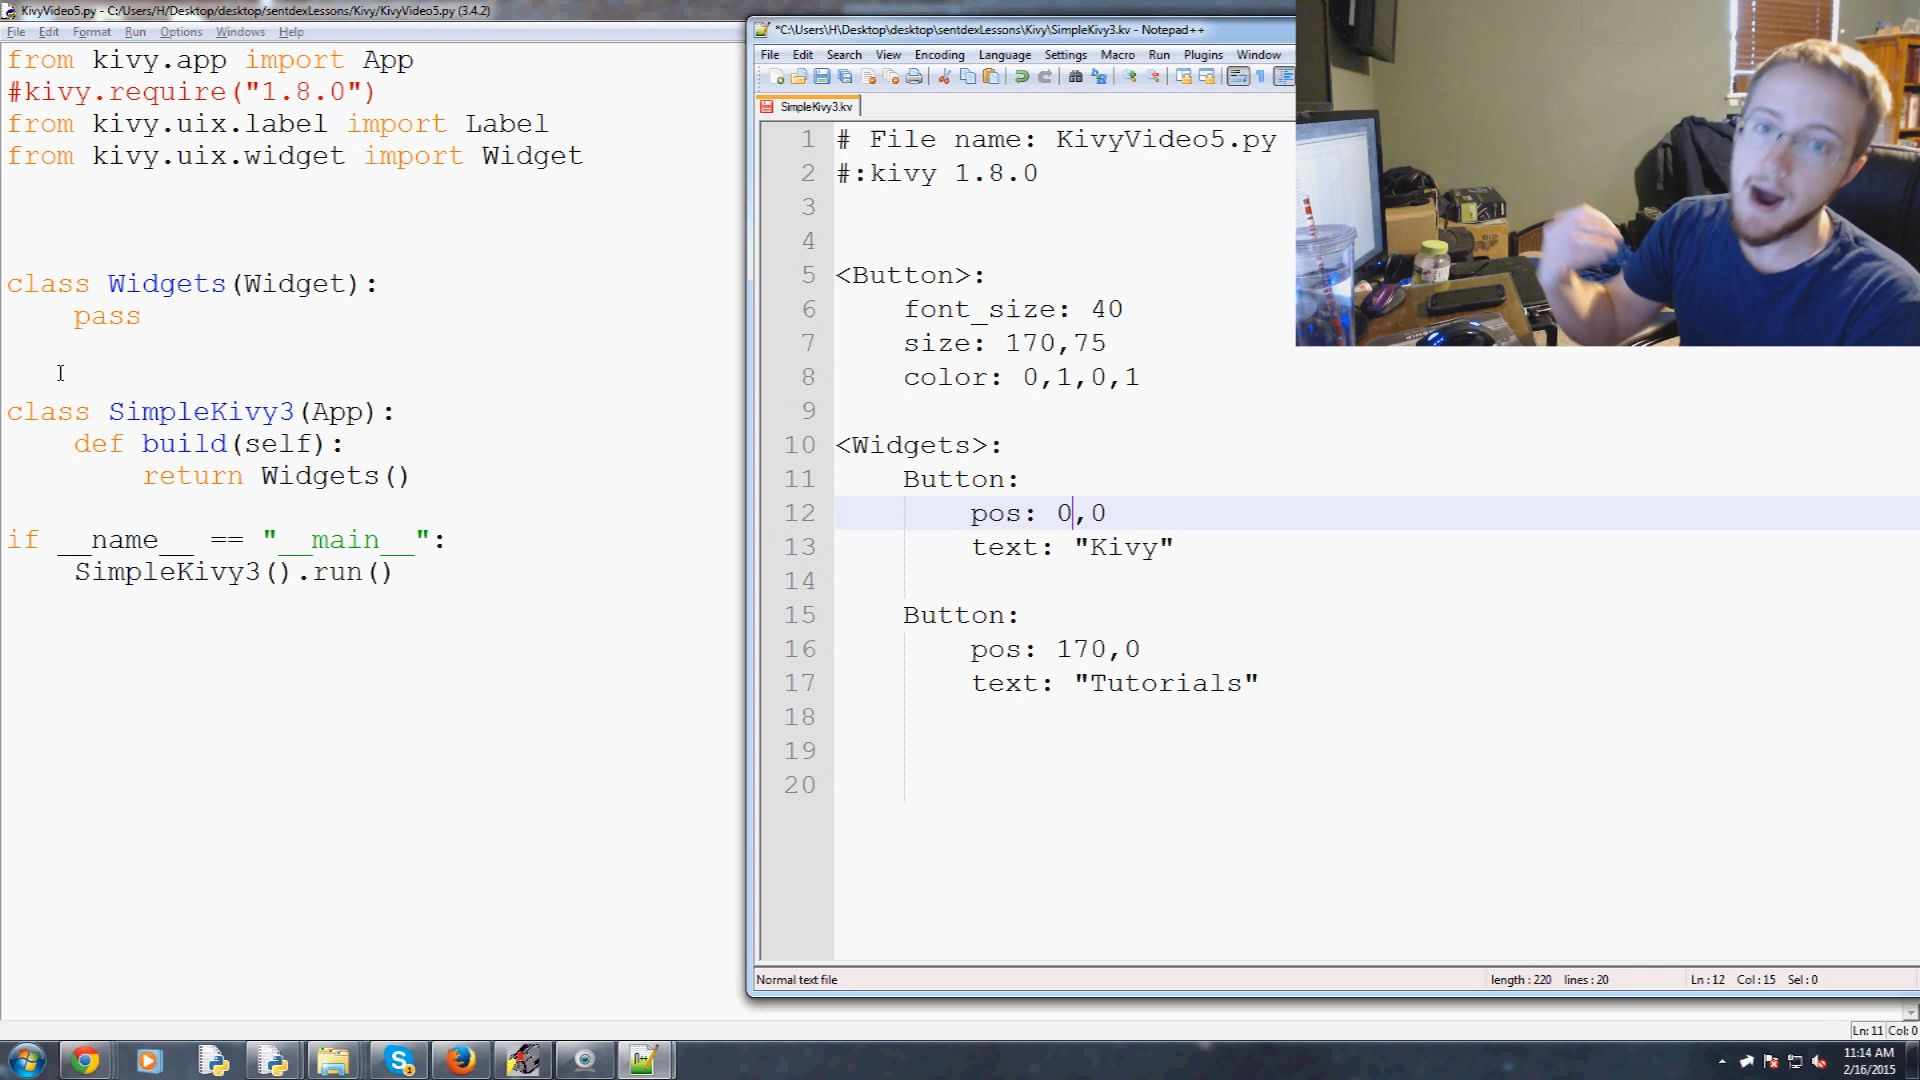 KivyVideo5.py - C:/Users/H/Desktop/desktop/sentdexLessons/Kivy/KivyVideo5.py (3.4.2)
File Edit Format Run Options Windows Help
from kivy.app import App
#kivy.require("1.8.0")
from kivy.uix.label import Label
from kivy.uix.widget import Widget
class Widgets(Widget):
pass
class SimpleKivy3(App):
def build(self):
return Widgets()
if __name__ == "__main__":
SimpleKivy3().run()
*C:\Users\H\Desktop\desktop\sentdexLessons\Kivy\SimpleKivy3.kv - Notepad++
File Edit Search View Encoding Language Settings Macro Run Plugins Window
SimpleKivy3.kv
1 # File name: KivyVideo5.py
2 #:kivy 1.8.0
3
4
5 <Button>:
6 font_size: 40
7 size: 170,75
8 color: 0,1,0,1
9
10 <Widgets>:
11 Button:
12 pos: 0,0
13 text: "Kivy"
14
15 Button:
16 pos: 170,0
17 text: "Tutorials"
18
19
20
Normal text file length : 220 lines : 20 Ln : 12 Col : 15 Sel : 0
Ln: 11 Col: 0
11:14 AM
2/16/2015